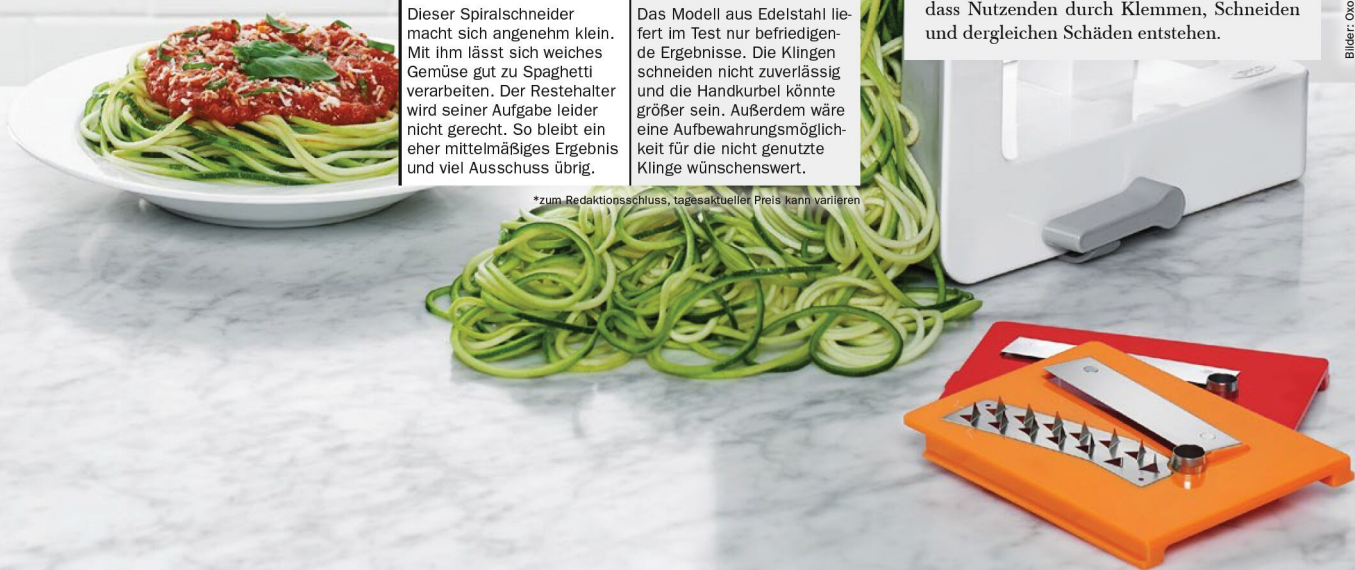 Dieser Spiralschneider
macht sich angenehm klein.
Mit ihm lässt sich weiches
Gemüse gut zu Spaghetti
verarbeiten. Der Restehalter
wird seiner Aufgabe leider
nicht gerecht. So bleibt ein
eher mittelmäßiges Ergebnis
und viel Ausschuss übrig.
Das Modell aus Edelstahl lie-
fert im Test nur befriedigen-
de Ergebnisse. Die Klingen
schneiden nicht zuverlässig
und die Handkurbel könnte
größer sein. Außerdem wäre
eine Aufbewahrungsmöglich-
keit für die nicht genutzte
Klinge wünschenswert.
*zum Redaktionsschluss, tagesaktueller Preis kann variieren
dass Nutzenden durch Klemmen, Schneiden
und dergleichen Schäden entstehen.
Bilder: Oxo